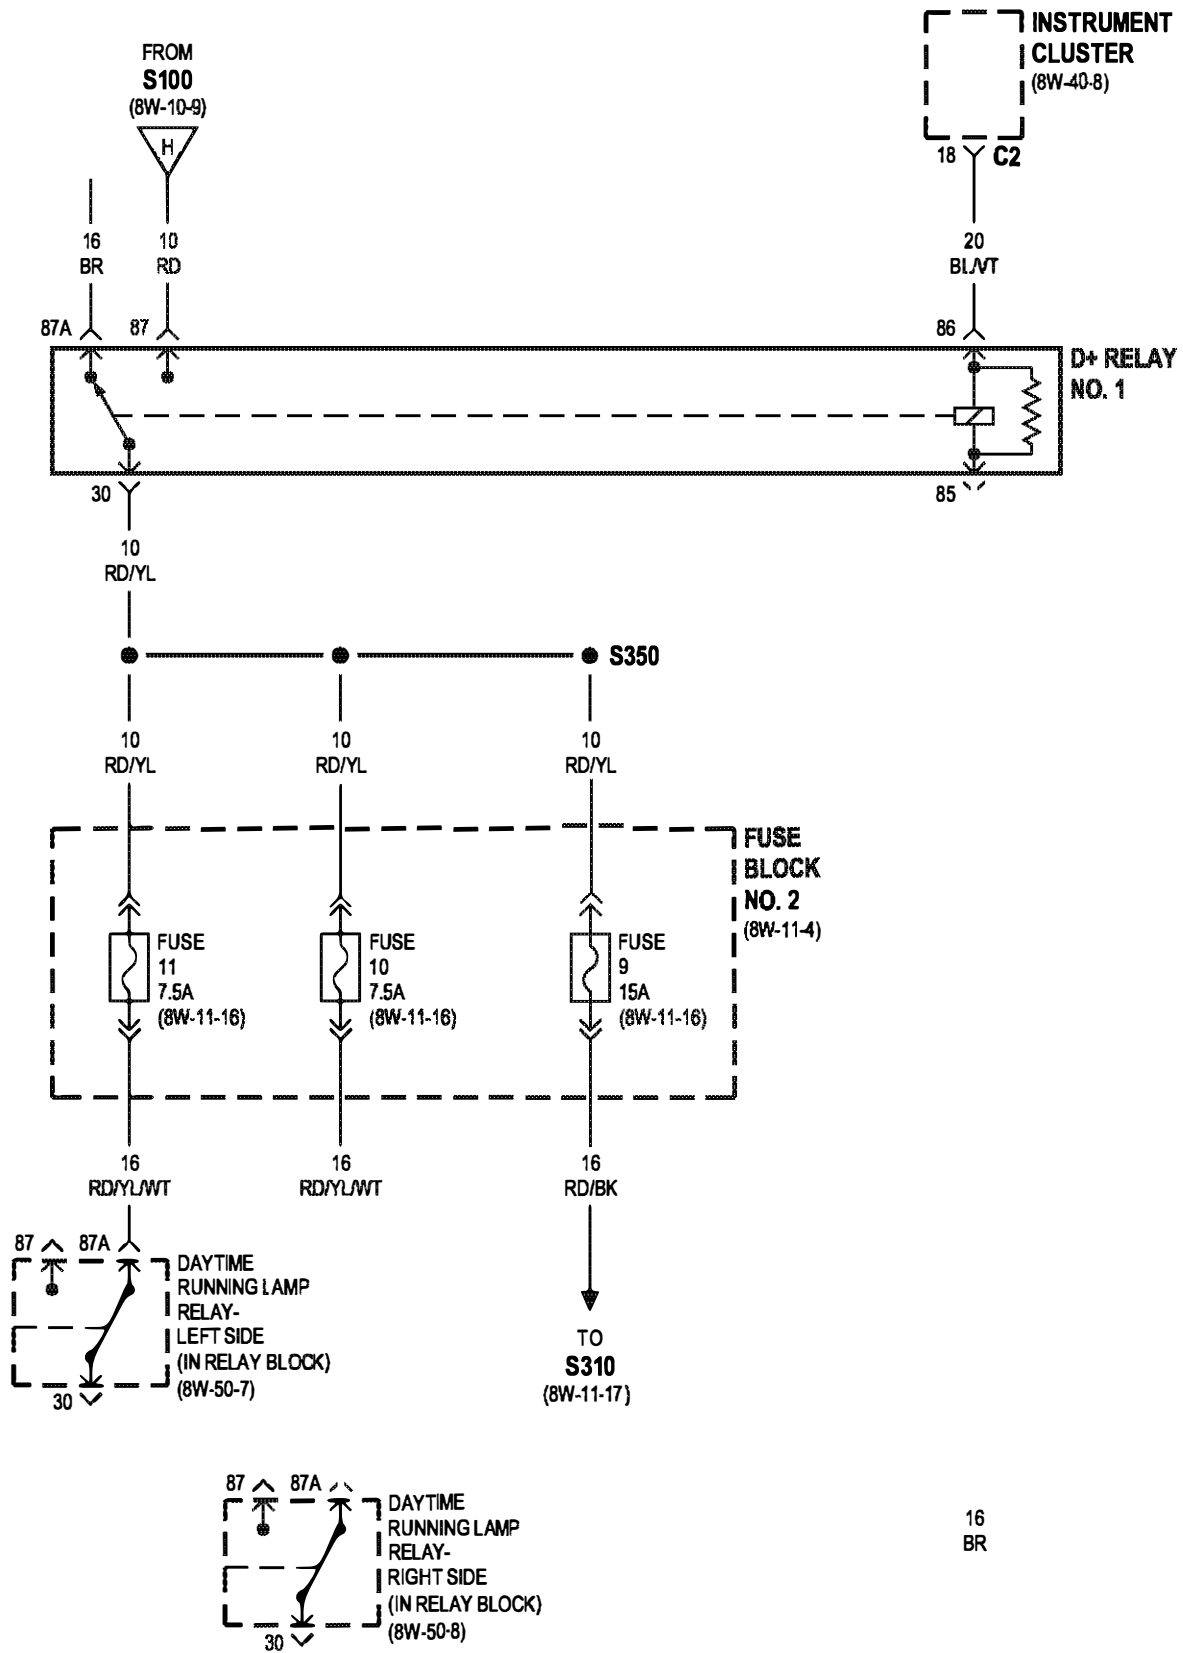 FROM
S100
(8W-10-9)
H
INSTRUMENT
CLUSTER
(8W-40-8)
18
C2
16
BR
10
RD
20
BL/VT
87A
87
86
D+ RELAY
NO. 1
30
85
10
RD/YL
S350
10
RD/YL
10
RD/YL
10
RD/YL
FUSE
BLOCK
NO. 2
(8W-11-4)
FUSE
11
7.5A
(8W-11-16)
FUSE
10
7.5A
(8W-11-16)
FUSE
9
15A
(8W-11-16)
16
RD/YL/WT
16
RD/YL/WT
16
RD/BK
87
87A
DAYTIME
RUNNING LAMP
RELAY-
LEFT SIDE
(IN RELAY BLOCK)
(8W-50-7)
30
TO
S310
(8W-11-17)
87
87A
DAYTIME
RUNNING LAMP
RELAY-
RIGHT SIDE
(IN RELAY BLOCK)
(8W-50-8)
30
16
BR